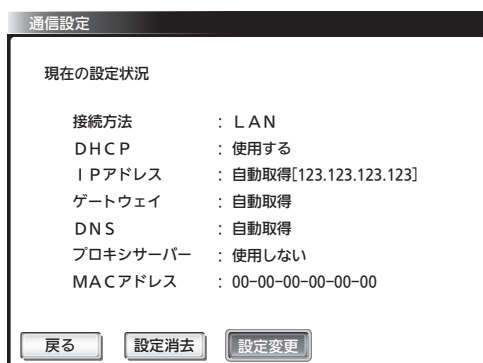 通信設定
現在の設定状況
接続方法 : ＬＡＮ
ＤＨＣＰ : 使用する
ＩＰアドレス : 自動取得[123.123.123.123]
ゲートウェイ : 自動取得
ＤＮＳ : 自動取得
プロキシサーバー : 使用しない
ＭＡＣアドレス : 00-00-00-00-00-00
戻る 設定消去 設定変更